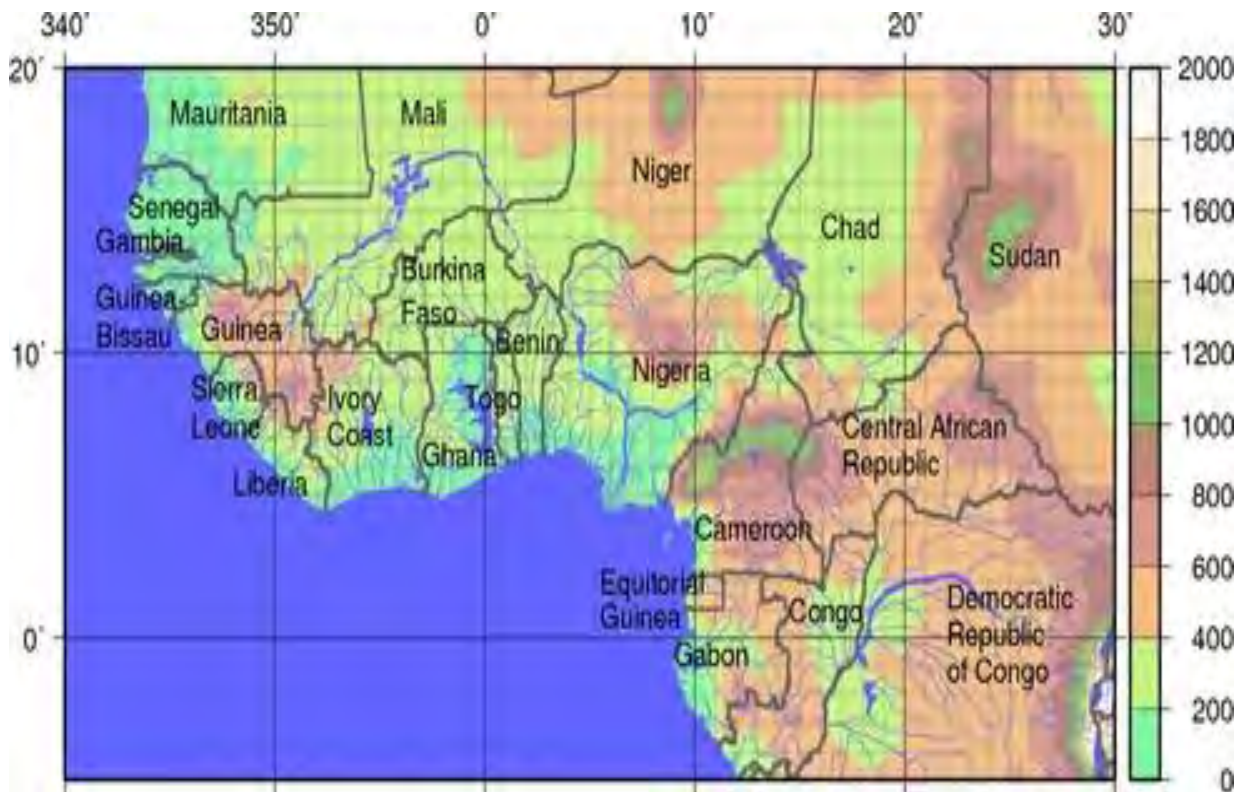 340'
350'
0'
10'
20'
30'
20'
2000
Mauritania
Mali
1800
Niger
Senegal
1600
Chad
Gambia
Sudan
Burkina
1400
Guinea
Bissau
Guinea
Faso
Benin
10'
1200
Nigeria
Sierra
Leone
Ivory
Coast
Togo
1000
Ghana
Central African
Republic
Liberia
800
Cameroon
600
Equitorial
Guinea
Congo
Democratic
Republic
of Congo
0'
400
Gabon
200
0